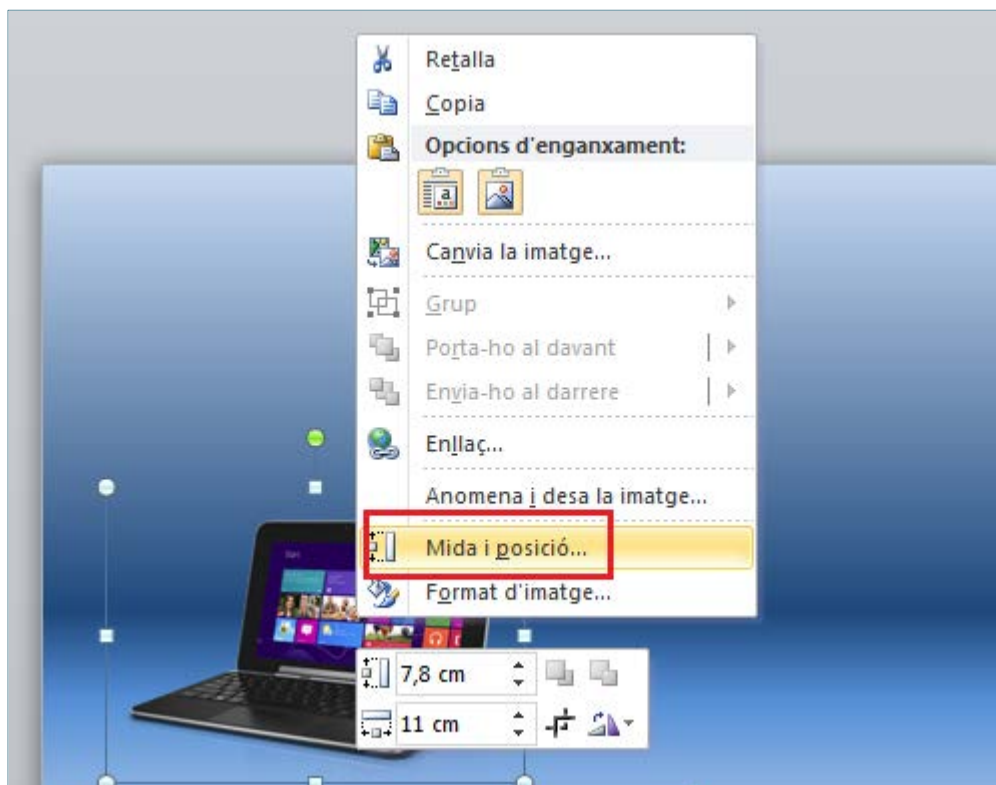 Retalla
Copia
Opcions d'enganxament:
a
Canvia la imatge...
Grup
Porta-ho al davant
Envia-ho al darrere
Enllaç...
Anomena i desa la imatge...
Mida i posició...
Format d'imatge...
Start
7,8 cm
11 cm